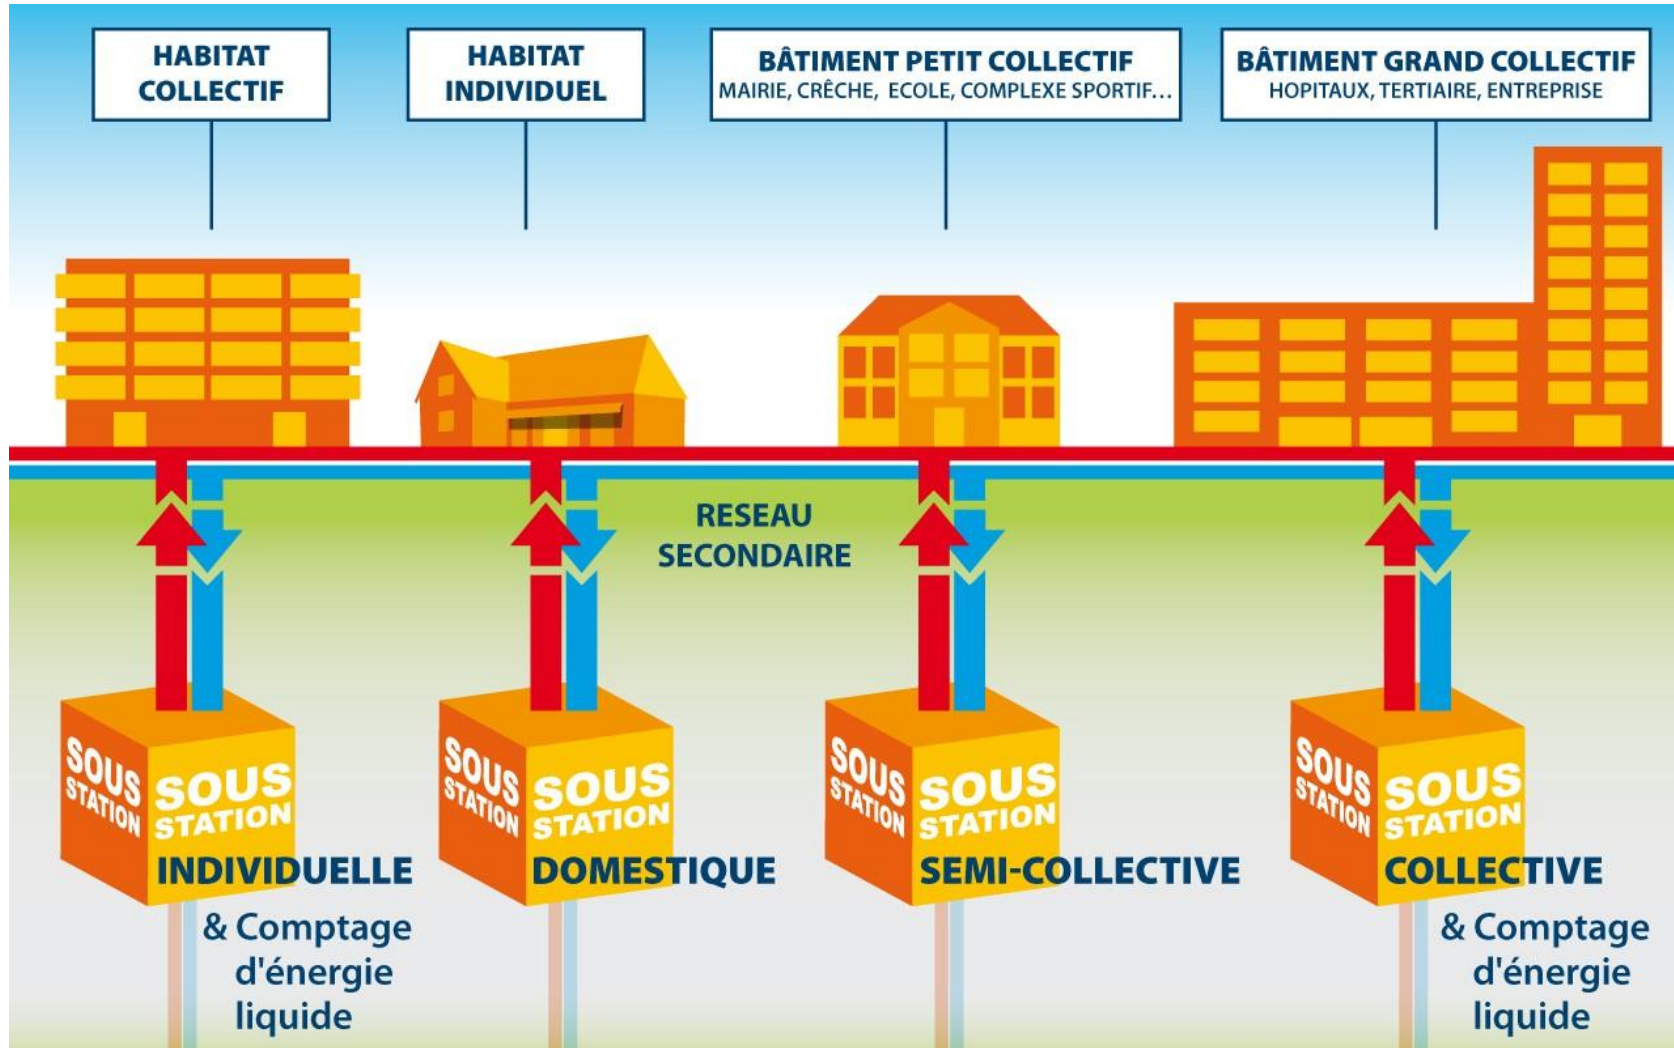 HABITAT
COLLECTIF
HABITAT
INDIVIDUEL
BÂTIMENT PETIT COLLECTIF
MAIRIE, CRÊCHE, ECOLE, COMPLEXE SPORTIF...
BÂTIMENT GRAND COLLECTIF
HOPITAUX, TERTIAIRE, ENTREPRISE
RESEAU
SECONDAIRE
SOUS
STATION
SOUS
STATION
INDIVIDUELLE
& Comptage
d'énergie
liquide
SOUS
STATION
SOUS
STATION
DOMESTIQUE
SOUS
STATION
SOUS
STATION
SEMI-COLLECTIVE
SOUS
STATION
SOUS
STATION
COLLECTIVE
& Comptage
d'énergie
liquide